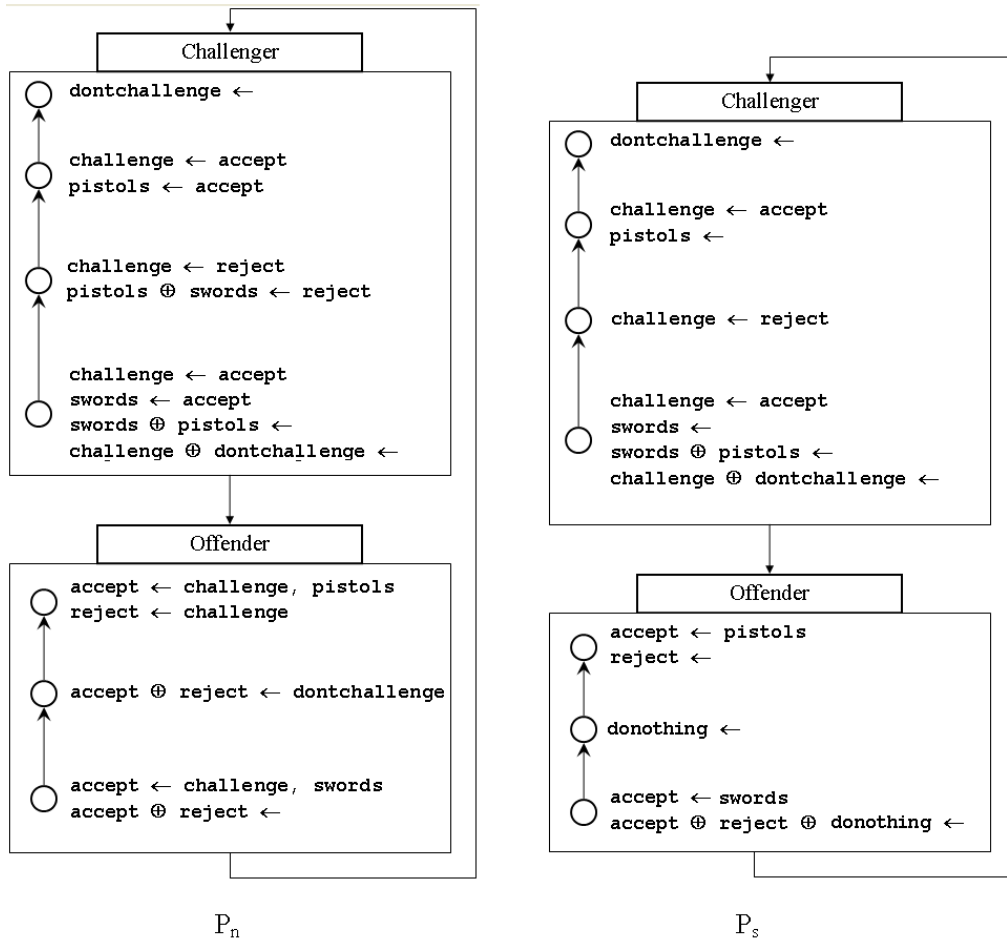 Challenger
dontchallenge ←
challenge ← accept
pistols ← accept
challenge ← reject
pistols ⊕ swords ← reject
challenge ← accept
swords ← accept
swords ⊕ pistols ←
challenge ⊕ dontchallenge ←
Offender
accept ← challenge, pistols
reject ← challenge
accept ⊕ reject ← dontchallenge
accept ← challenge, swords
accept ⊕ reject ←
Pn
Challenger
dontchallenge ←
challenge ← accept
pistols ←
challenge ← reject
challenge ← accept
swords ←
swords ⊕ pistols ←
challenge ⊕ dontchallenge ←
Offender
accept ← pistols
reject ←
donothing ←
accept ← swords
accept ⊕ reject ⊕ donothing ←
Ps